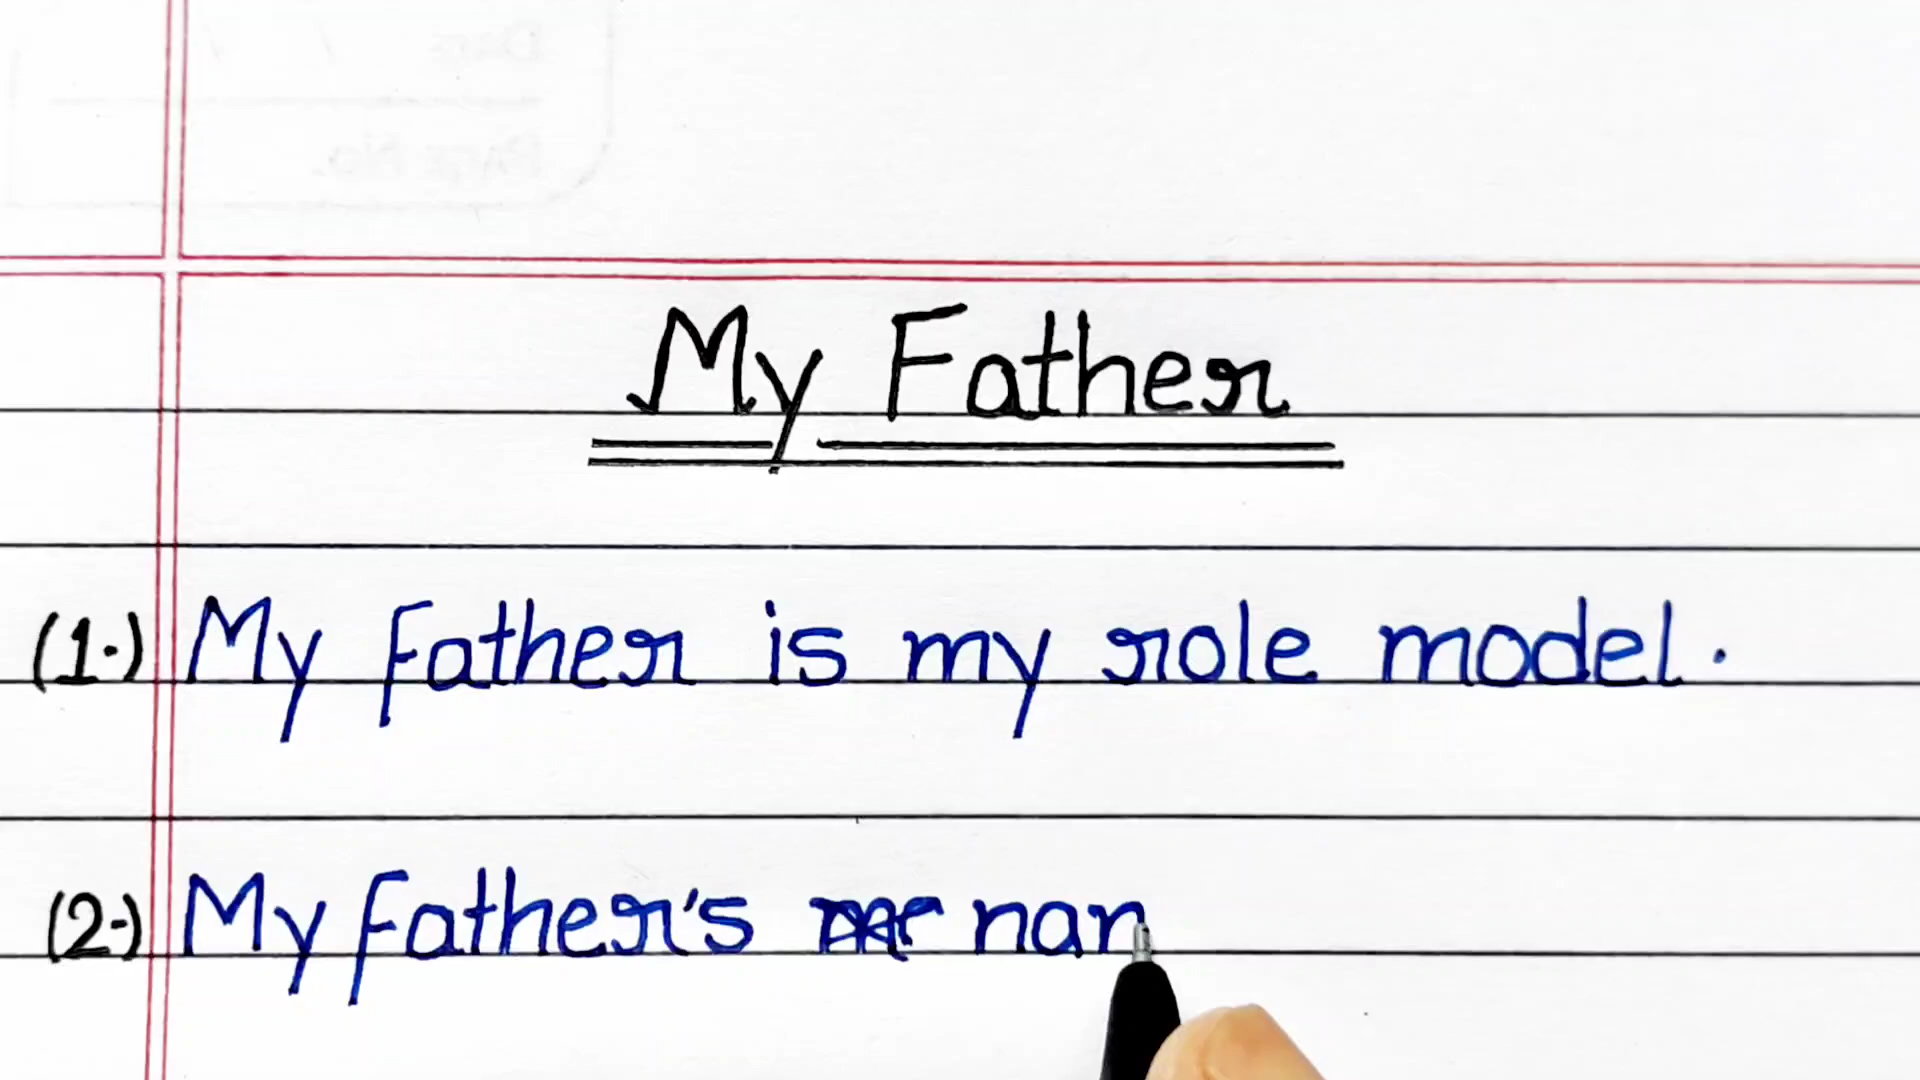 My Father
(1.) My Father is my role model.
(2.) My Father's nan